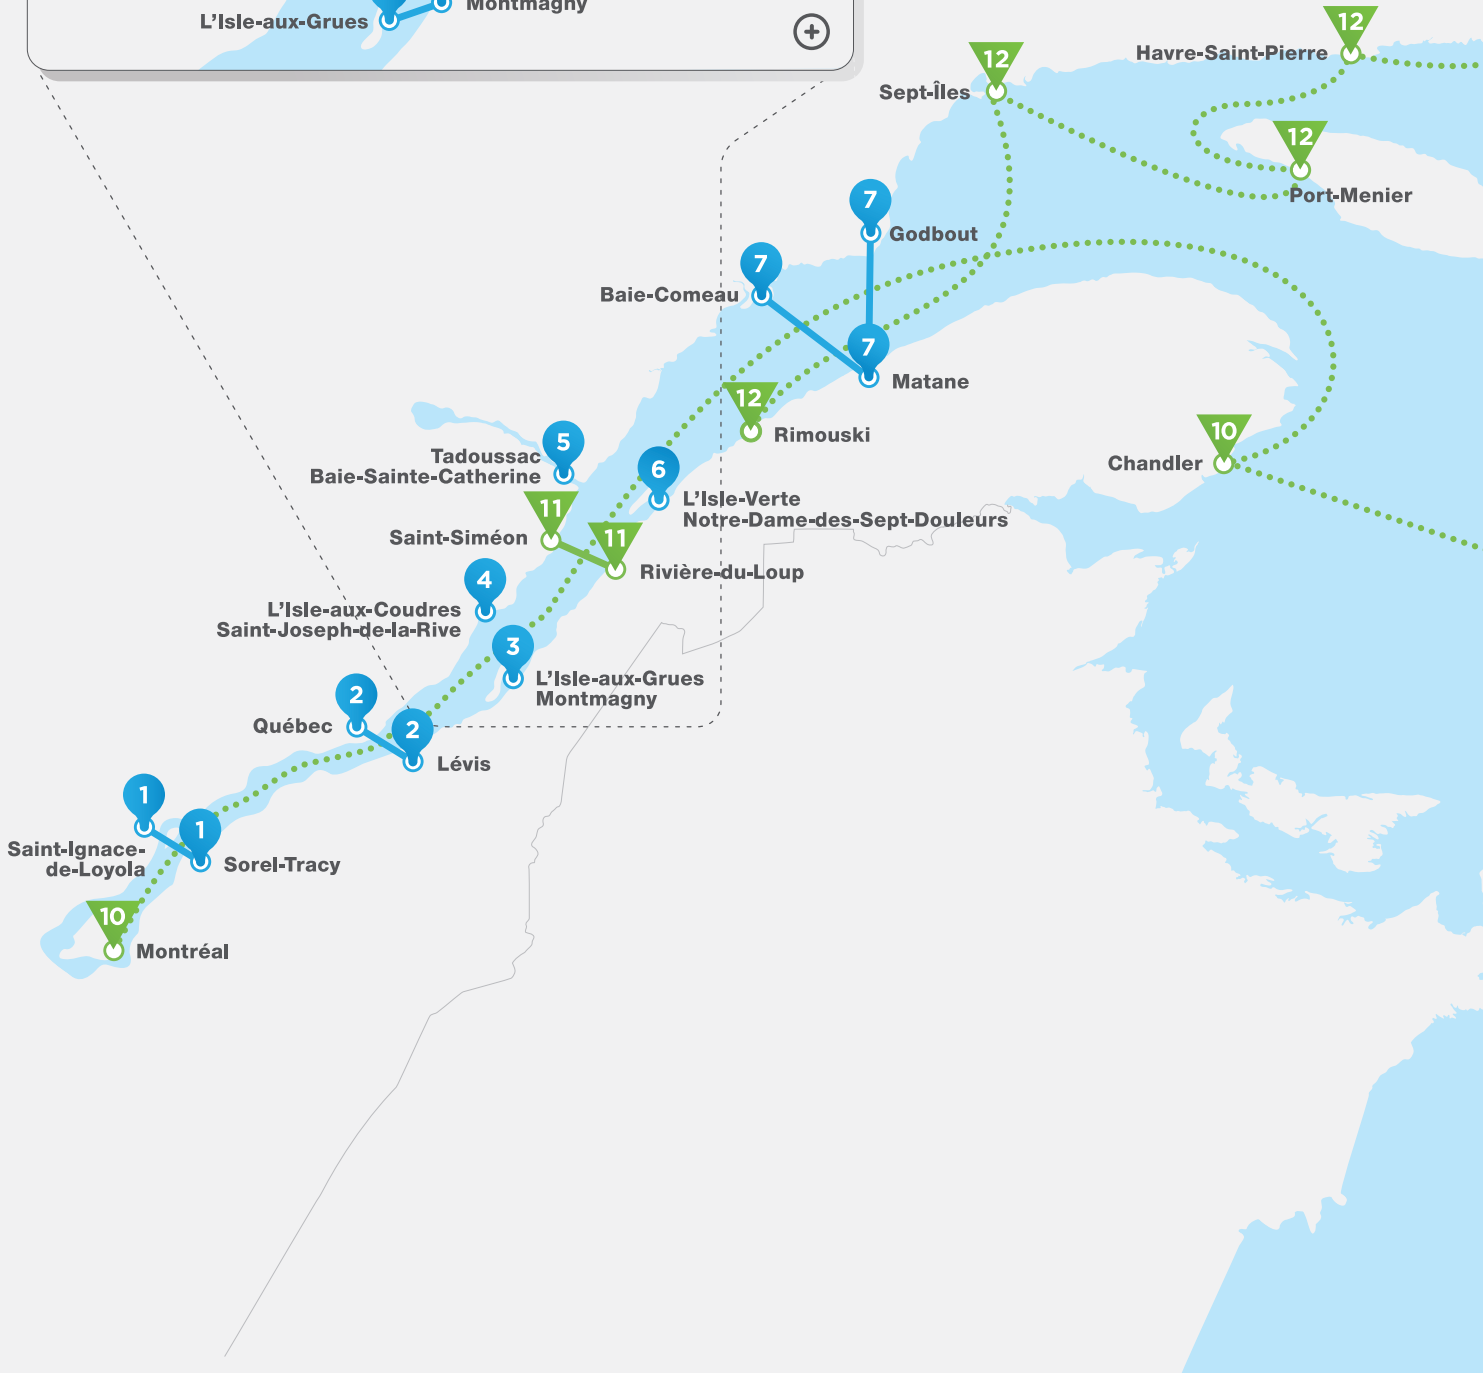 Montmagny
L'Isle-aux-Grues
12
Havre-Saint-Pierre
12
Sept-Îles
12
Port-Menier
7
Godbout
7
Baie-Comeau
7
Matane
12
Rimouski
10
Chandler
5
Tadoussac
Baie-Sainte-Catherine
6
L'Isle-Verte
Notre-Dame-des-Sept-Douleurs
11
Saint-Siméon
11
Rivière-du-Loup
4
L'Isle-aux-Coudres
Saint-Joseph-de-la-Rive
3
L'Isle-aux-Grues
Montmagny
2
Québec
2
Lévis
1
Saint-Ignace-
de-Loyola
1
Sorel-Tracy
10
Montréal